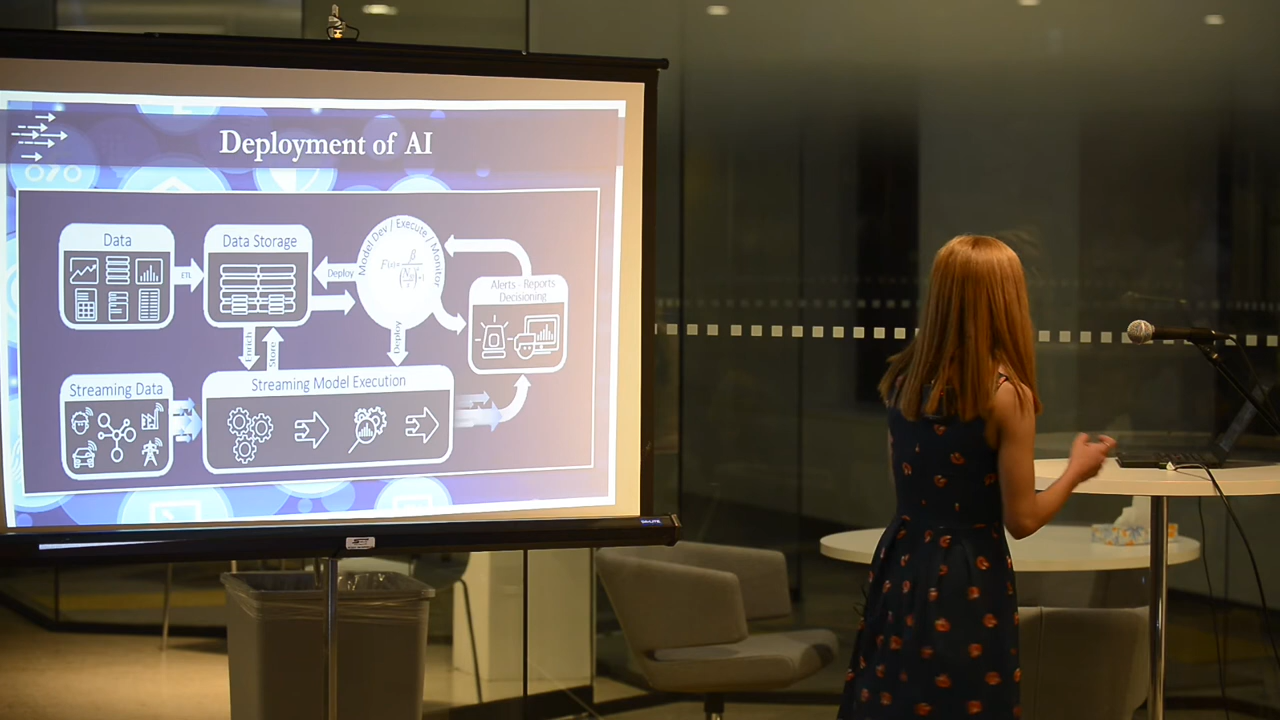 Deployment of AI
Data
ETL
Data Storage
Deploy
Model Dev / Execute / Monitor
Alerts - Reports
Decisioning
Enrich
Store
Deploy
Streaming Data
Streaming Model Execution